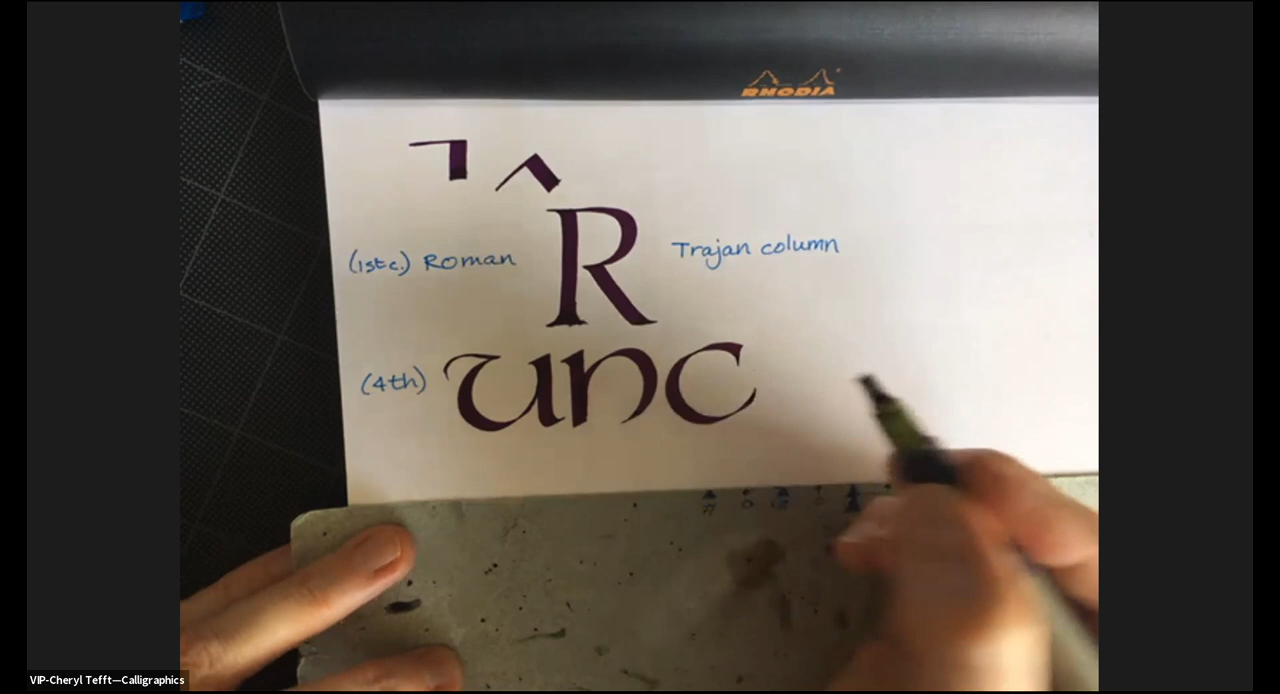 RHODIA
R
(1st c.) Roman Trajan column
(4th) unc
VIP-Cheryl Tefft—Calligraphics